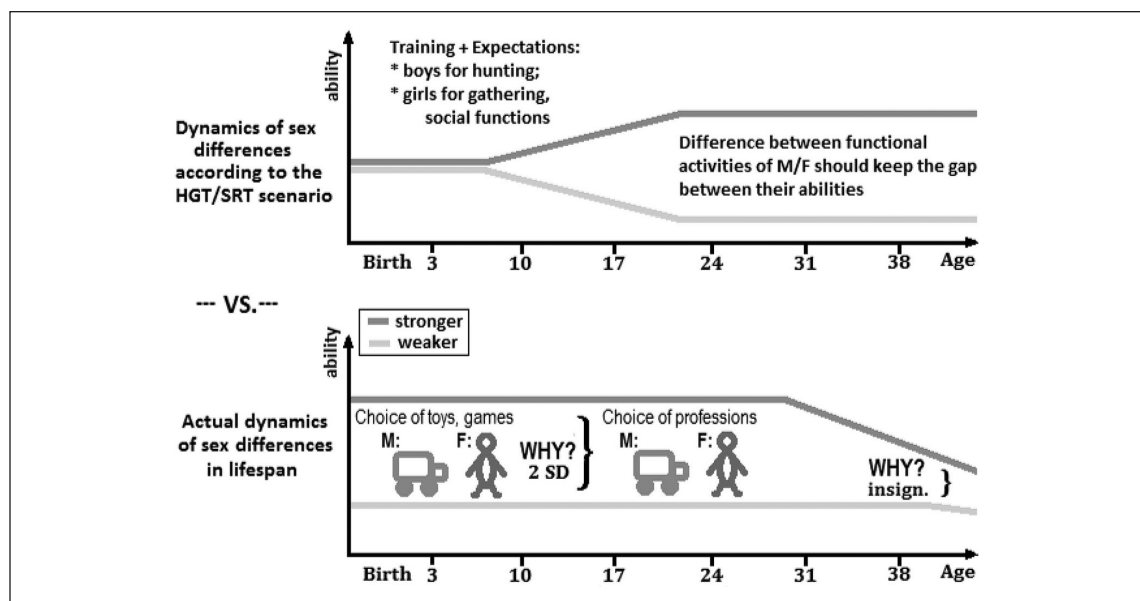 ability
Training + Expectations:
* boys for hunting;
* girls for gathering,
social functions
Dynamics of sex
differences
according to the
HGT/SRT scenario
Difference between functional
activities of M/F should keep the gap
between their abilities
Birth 3 10 17 24 31 38 Age
--- VS.---
stronger
weaker
ability
Actual dynamics
of sex differences
in lifespan
Choice of toys, games
M: F:
WHY?
2 SD
Choice of professions
M: F:
WHY?
insign.
Birth 3 10 17 24 31 38 Age